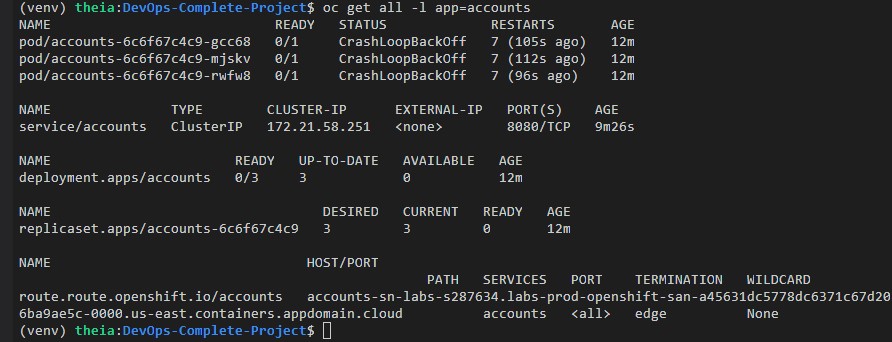 (venv) theia:DevOps-Complete-Project$ oc get all -l app=accounts
NAME READY STATUS RESTARTS AGE
pod/accounts-6c6f67c4c9-gcc68 0/1 CrashLoopBackOff 7 (105s ago) 12m
pod/accounts-6c6f67c4c9-mjskv 0/1 CrashLoopBackOff 7 (112s ago) 12m
pod/accounts-6c6f67c4c9-rwfw8 0/1 CrashLoopBackOff 7 (96s ago) 12m
NAME TYPE CLUSTER-IP EXTERNAL-IP PORT(S) AGE
service/accounts ClusterIP 172.21.58.251 <none> 8080/TCP 9m26s
NAME READY UP-TO-DATE AVAILABLE AGE
deployment.apps/accounts 0/3 3 0 12m
NAME DESIRED CURRENT READY AGE
replicaset.apps/accounts-6c6f67c4c9 3 3 0 12m
NAME HOST/PORT
PATH SERVICES PORT TERMINATION WILDCARD
route.route.openshift.io/accounts accounts-sn-labs-s287634.labs-prod-openshift-san-a45631dc5778dc6371c67d20
6ba9ae5c-0000.us-east.containers.appdomain.cloud accounts <all> edge None
(venv) theia:DevOps-Complete-Project$